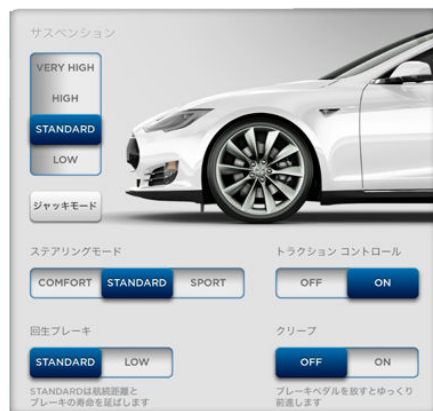 サスペンション
VERY HIGH
HIGH
STANDARD
LOW
ジャッキモード
ステアリングモード
COMFORT STANDARD SPORT
トラクション コントロール
OFF ON
回生ブレーキ
STANDARD LOW
STANDARDは航続距離と
ブレーキの寿命を延ばします
クリープ
OFF ON
ブレーキペダルを放すとゆっくり
前進します